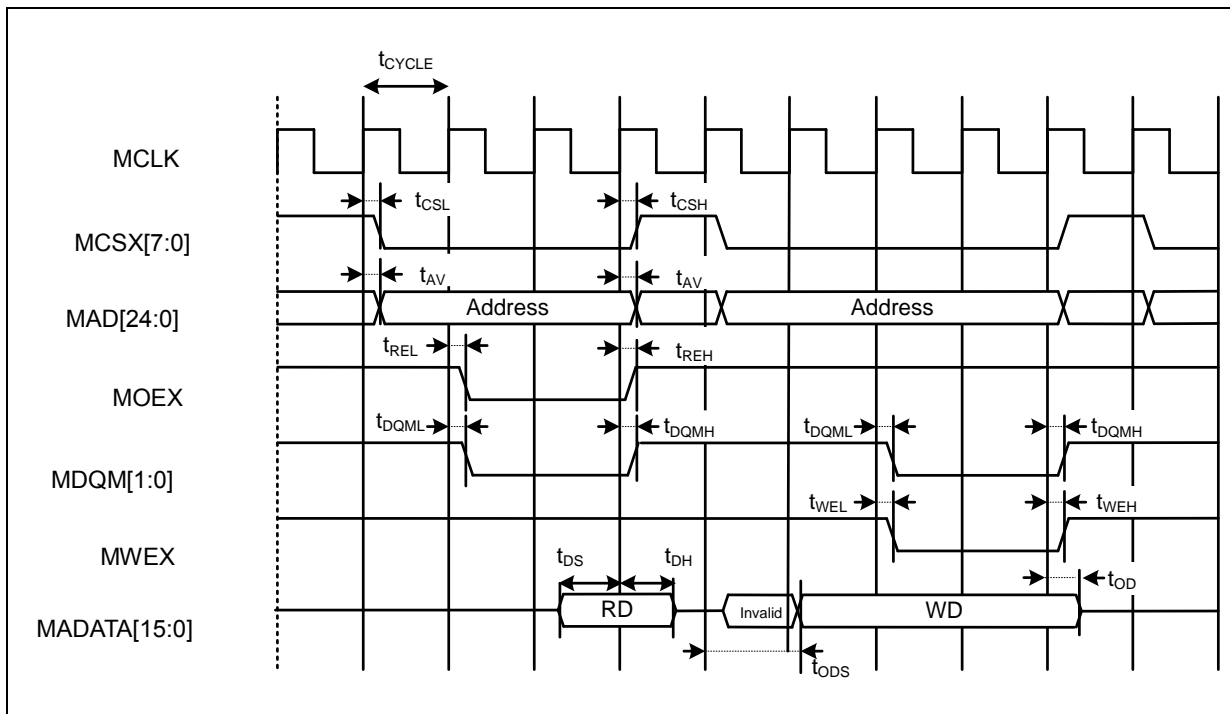 tCYCLE
MCLK
tCSL tCSH
MCSX[7:0]
tAV tAV
MAD[24:0] Address Address
tREL tREH
MOEX
tDQML tDQMH tDQML tDQMH
MDQM[1:0]
tWEL tWEH
MWEX
tDS tDH tOD
MADATA[15:0] RD Invalid WD
tODS